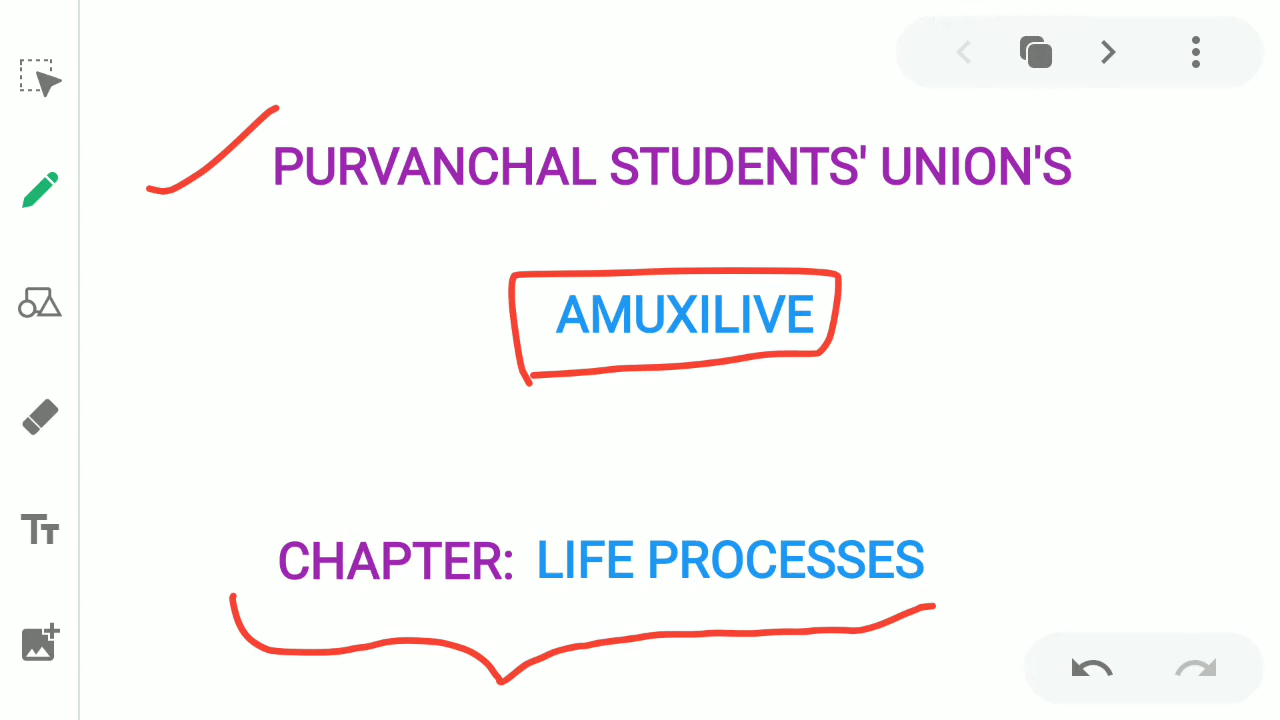 PURVANCHAL STUDENTS' UNION'S
AMUXILIVE
CHAPTER: LIFE PROCESSES